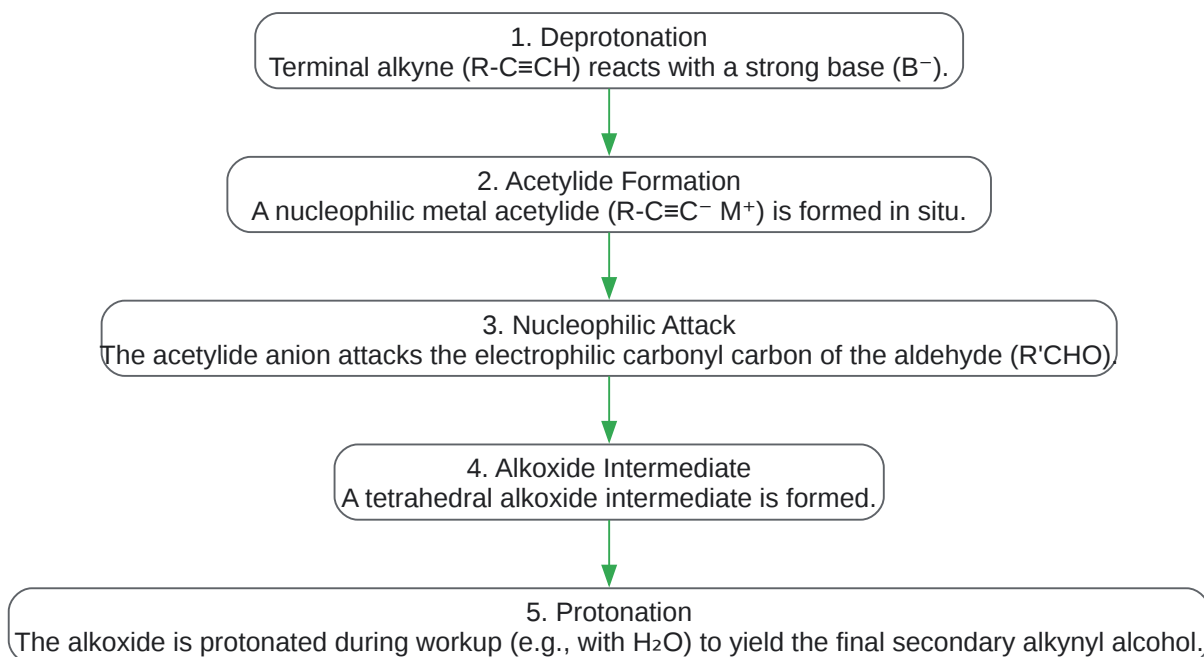 1. Deprotonation
Terminal alkyne (R-C≡CH) reacts with a strong base (B⁻).
2. Acetylide Formation
A nucleophilic metal acetylide (R-C≡C⁻ M⁺) is formed in situ.
3. Nucleophilic Attack
The acetylide anion attacks the electrophilic carbonyl carbon of the aldehyde (R'CHO).
4. Alkoxide Intermediate
A tetrahedral alkoxide intermediate is formed.
5. Protonation
The alkoxide is protonated during workup (e.g., with H₂O) to yield the final secondary alkynyl alcohol.